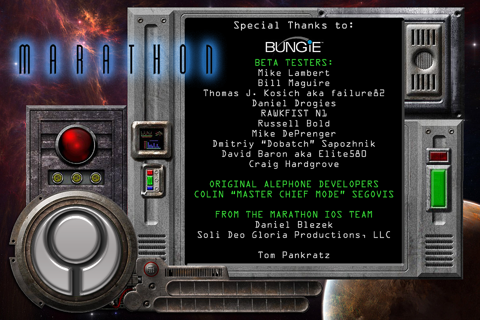 MARATHON
Special Thanks to:
BUNGIE
BETA TESTERS:
Mike Lambert
Bill Maguire
Thomas J. Kosich aka failure82
Daniel Drogies
RAWKFIST N1
Russell Bold
Mike DePrenger
Dmitriy “Dobatch” Sapozhnik
David Baron aka Elite580
Craig Hardgrove
ORIGINAL ALEPHONE DEVELOPERS
COLIN “MASTER CHIEF MODE” SEGOVIS
FROM THE MARATHON IOS TEAM
Daniel Blezek
Soli Deo Gloria Productions, LLC
Tom Pankratz